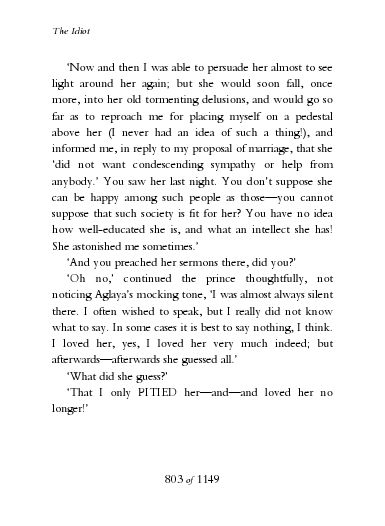 The Idiot
‘Now and then I was able to persuade her almost to see
light around her again; but she would soon fall, once
more, into her old tormenting delusions, and would go so
far as to reproach me for placing myself on a pedestal
above her (I never had an idea of such a thing!), and
informed me, in reply to my proposal of marriage, that she
‘did not want condescending sympathy or help from
anybody.’ You saw her last night. You don’t suppose she
can be happy among such people as those—you cannot
suppose that such society is fit for her? You have no idea
how well-educated she is, and what an intellect she has!
She astonished me sometimes.’
‘And you preached her sermons there, did you?’
‘Oh no,’ continued the prince thoughtfully, not
noticing Aglaya’s mocking tone, ‘I was almost always silent
there. I often wished to speak, but I really did not know
what to say. In some cases it is best to say nothing, I think.
I loved her, yes, I loved her very much indeed; but
afterwards—afterwards she guessed all.’
‘What did she guess?’
‘That I only PITIED her—and—and loved her no
longer!’
803 of 1149